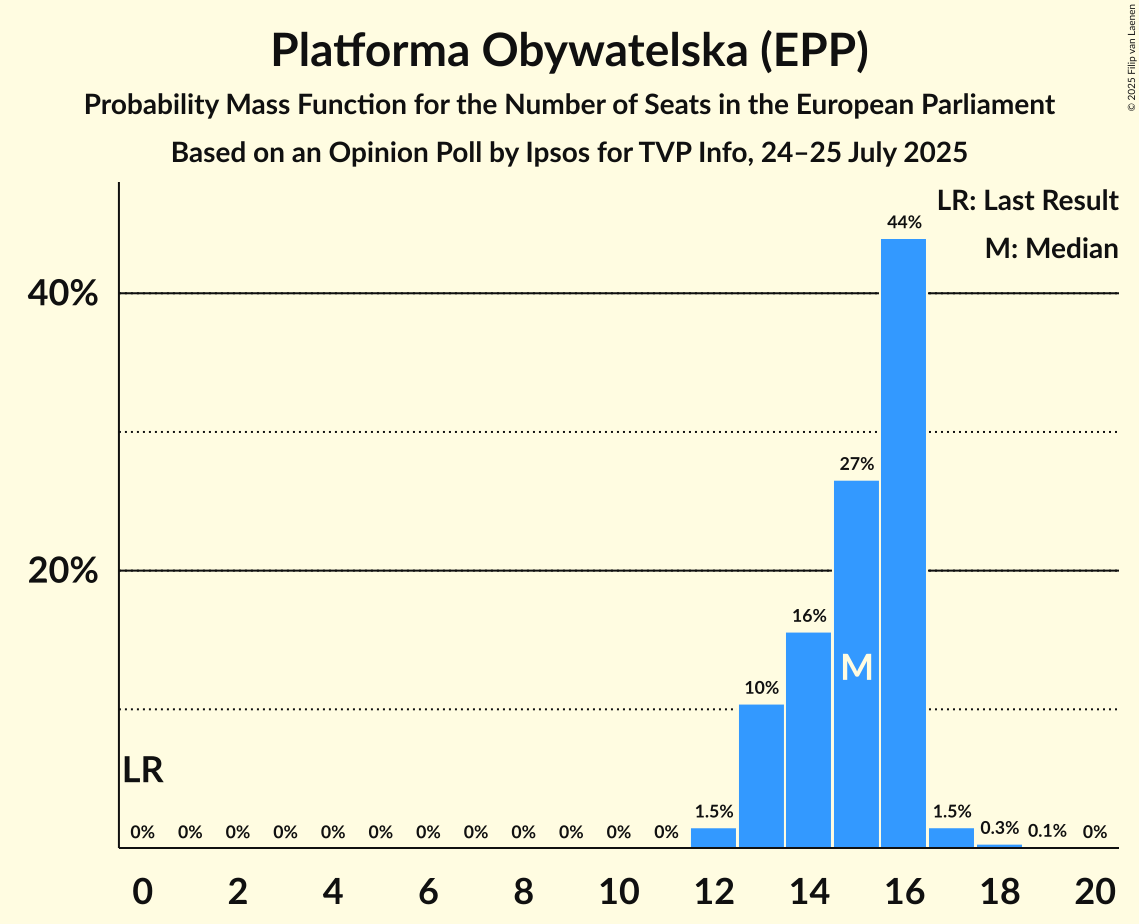 Platforma Obywatelska (EPP)
Probability Mass Function for the Number of Seats in the European Parliament
Based on an Opinion Poll by Ipsos for TVP Info, 24–25 July 2025
© 2025 Filip van Laenen
LR: Last Result
M: Median
40%
20%
44%
27%
16%
M
10%
LR
0% 0% 0% 0% 0% 0% 0% 0% 0% 0% 0% 0% 1.5% 1.5% 0.3% 0.1% 0%
0 2 4 6 8 10 12 14 16 18 20